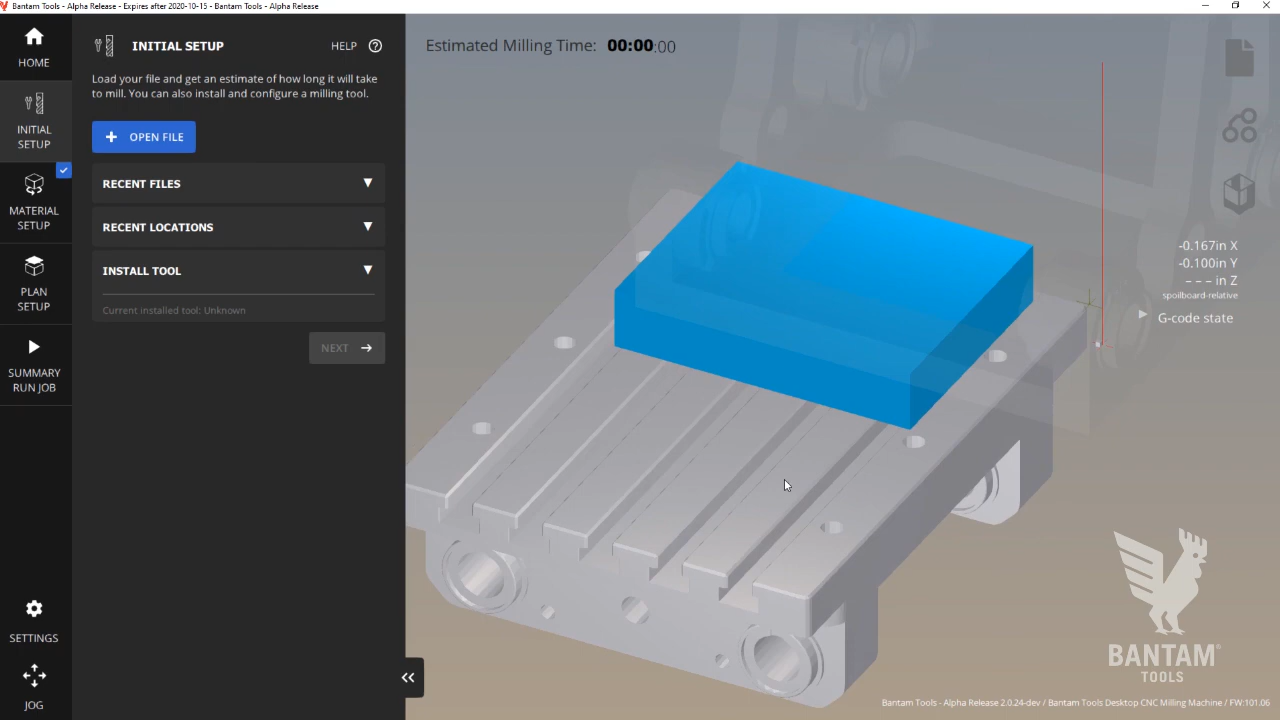 Bantam Tools - Alpha Release - Expires after 2020-10-15 - Bantam Tools - Alpha Release
HOME
INITIAL
SETUP
MATERIAL
SETUP
PLAN
SETUP
SUMMARY
RUN JOB
SETTINGS
JOG
INITIAL SETUP
HELP
Load your file and get an estimate of how long it will take
to mill. You can also install and configure a milling tool.
+ OPEN FILE
RECENT FILES
RECENT LOCATIONS
INSTALL TOOL
Current installed tool: Unknown
NEXT
Estimated Milling Time: 00:00:00
-0.167in X
-0.100in Y
– – – in Z
spoilboard-relative
G-code state
BANTAM®
TOOLS
Bantam Tools - Alpha Release 2.0.24-dev / Bantam Tools Desktop CNC Milling Machine / FW:101.06